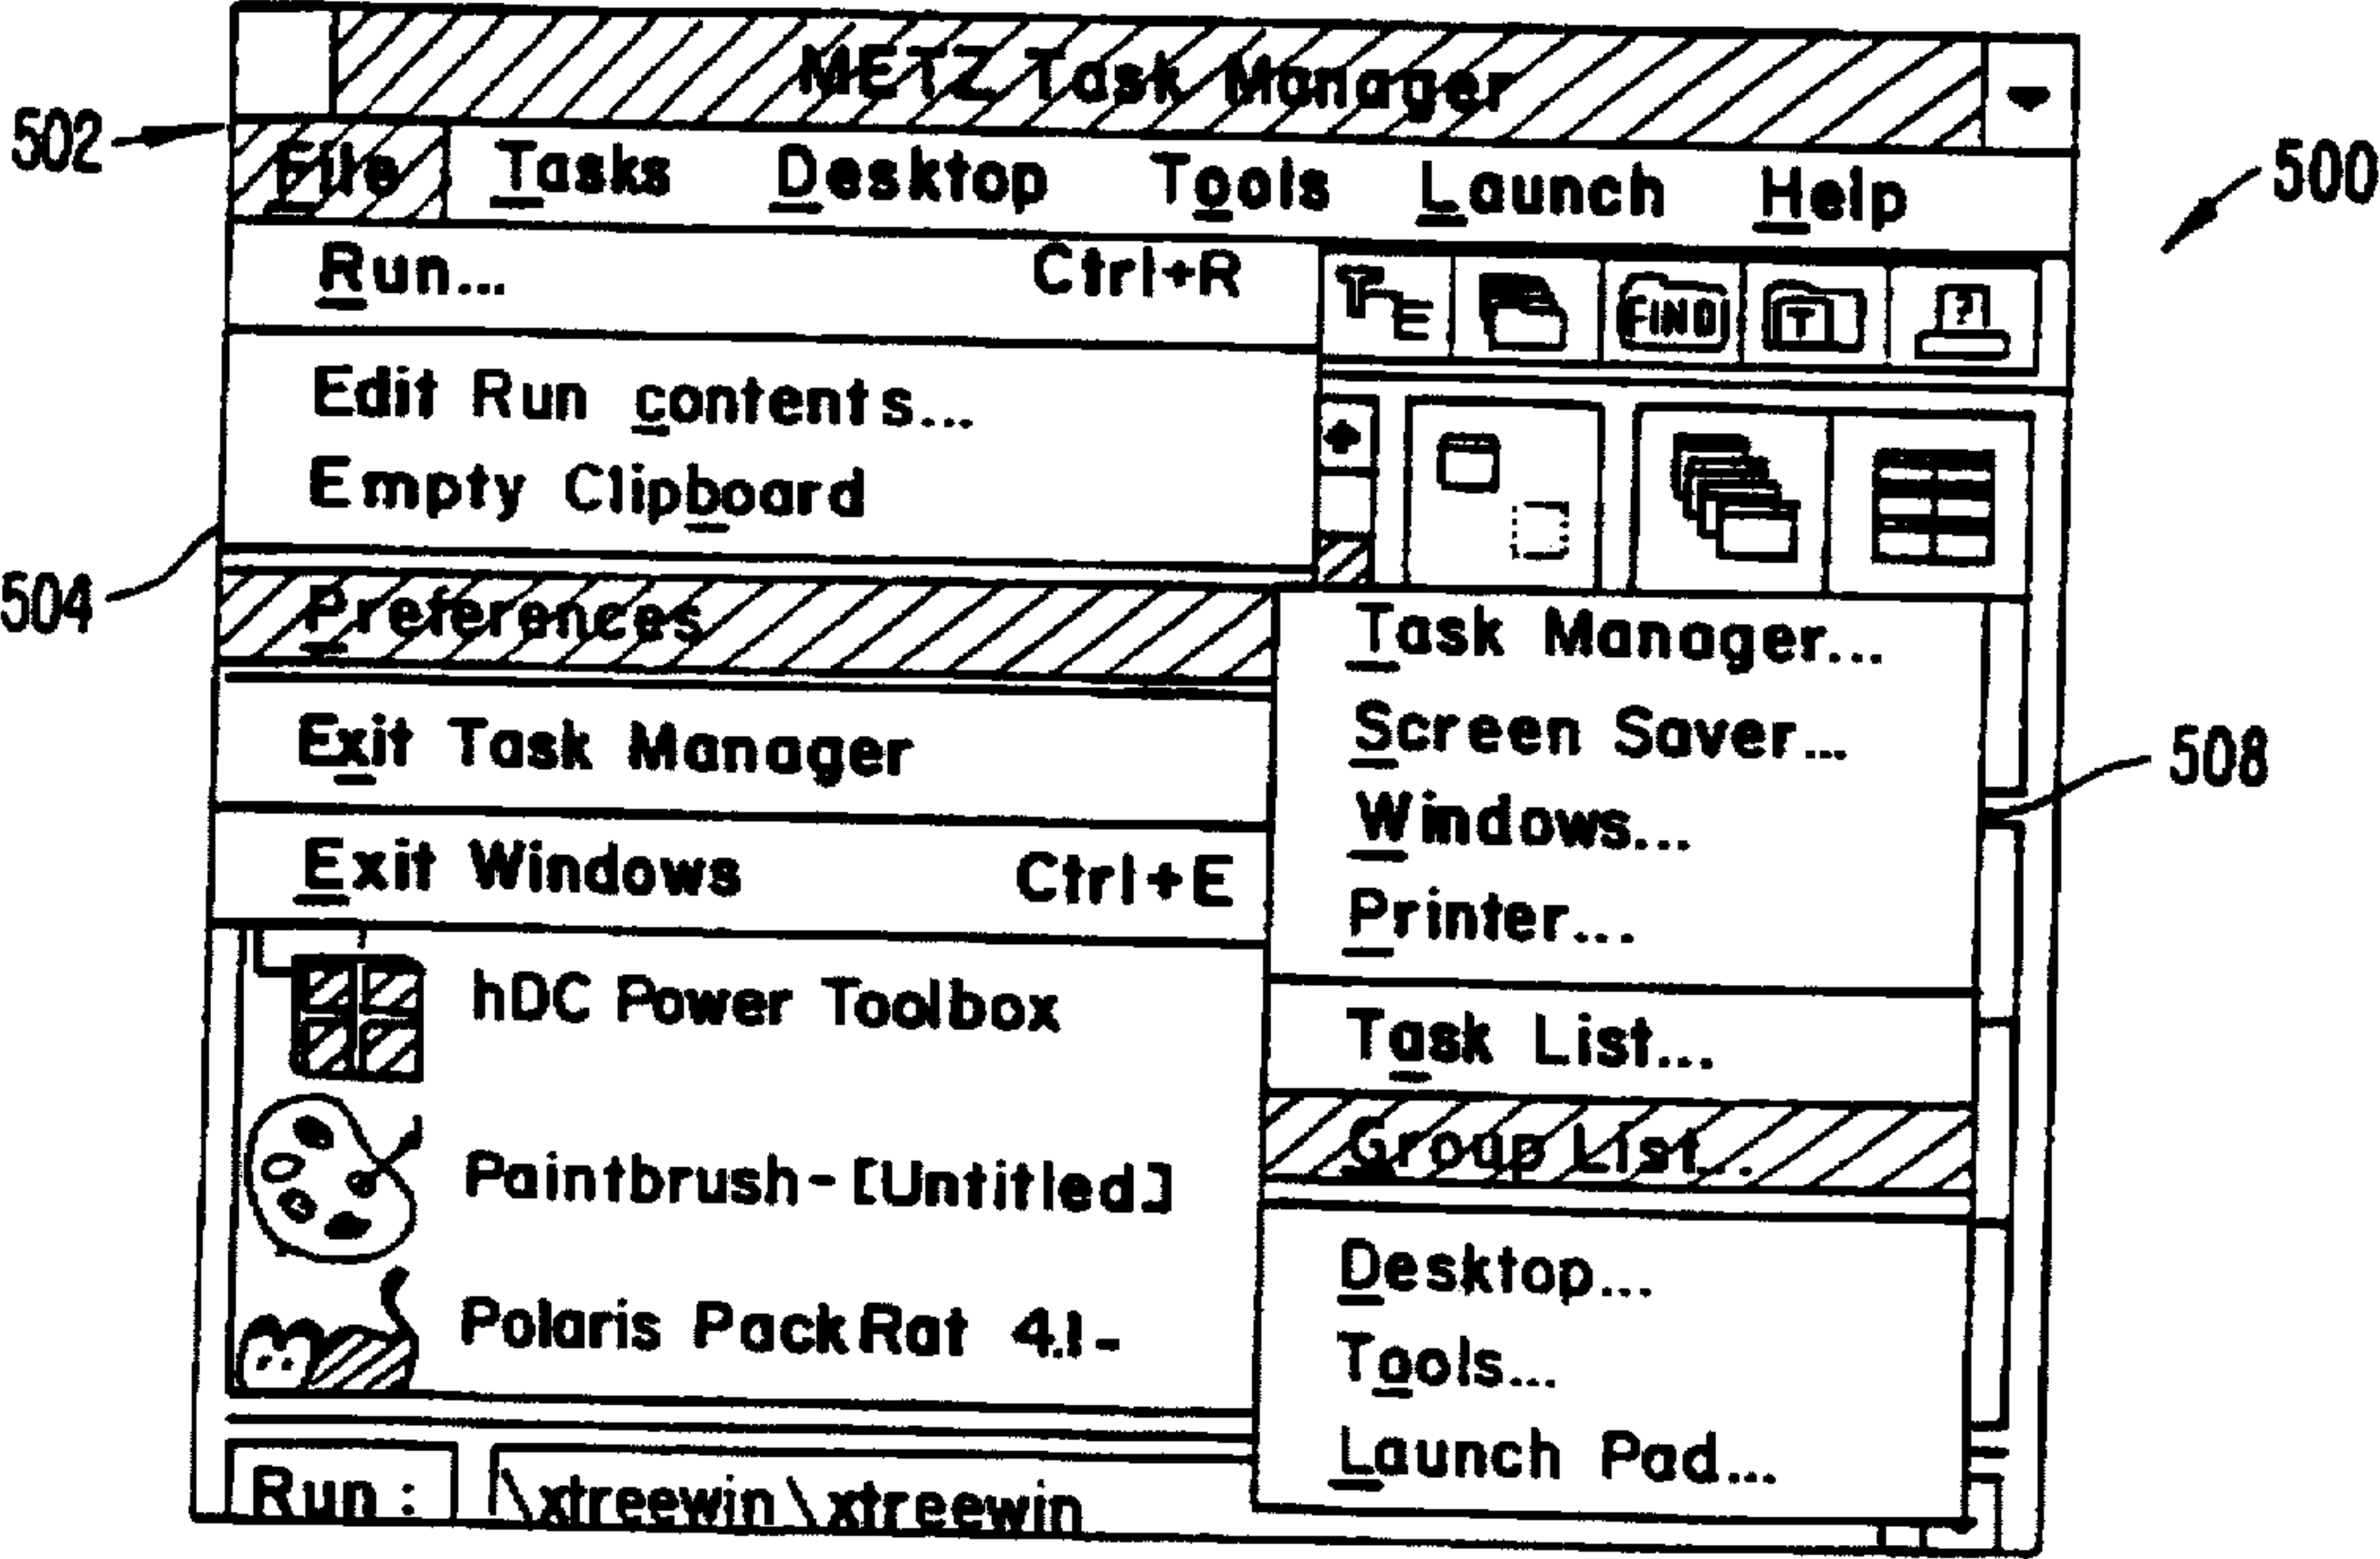 METZ Task Manager
502
File Tasks Desktop Tools Launch Help
500
Run... Ctrl+R
T E FIND T ?
Edit Run contents...
Empty Clipboard
504
Preferences
Task Manager...
Exit Task Manager
Screen Saver...
508
Windows...
Exit Windows Ctrl+E
Printer...
hDC Power Toolbox
Task List...
Group List...
Paintbrush-[Untitled]
Desktop...
Polaris PackRat 4.1-
Tools...
Launch Pad...
Run: \xtreewin\xtreewin